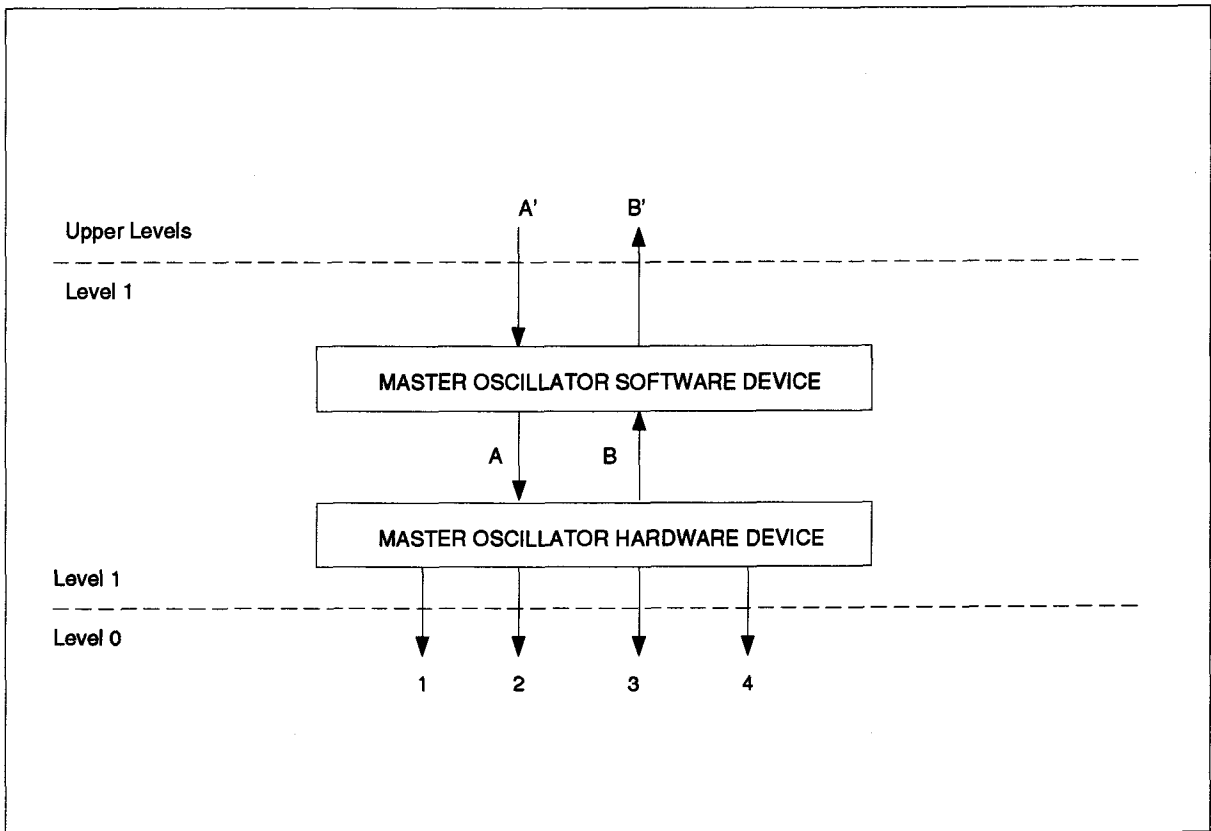 A' B'
Upper Levels
Level 1
MASTER OSCILLATOR SOFTWARE DEVICE
A B
MASTER OSCILLATOR HARDWARE DEVICE
Level 1
Level 0
1 2 3 4